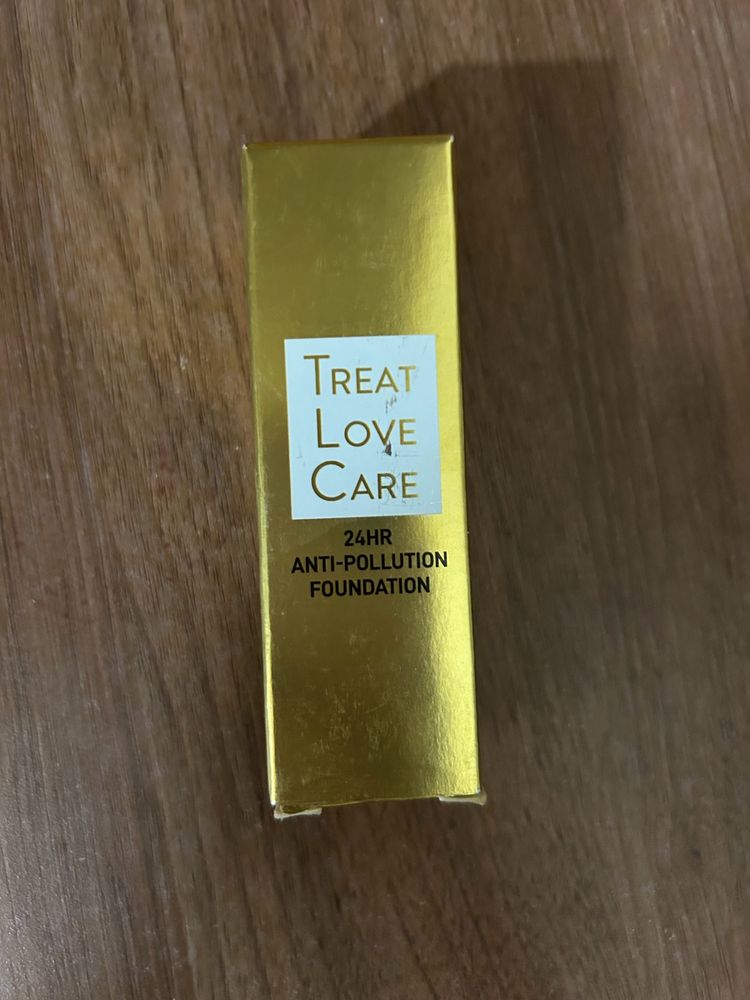 TREAT
LOVE
CARE
24HR
ANTI-POLLUTION
FOUNDATION